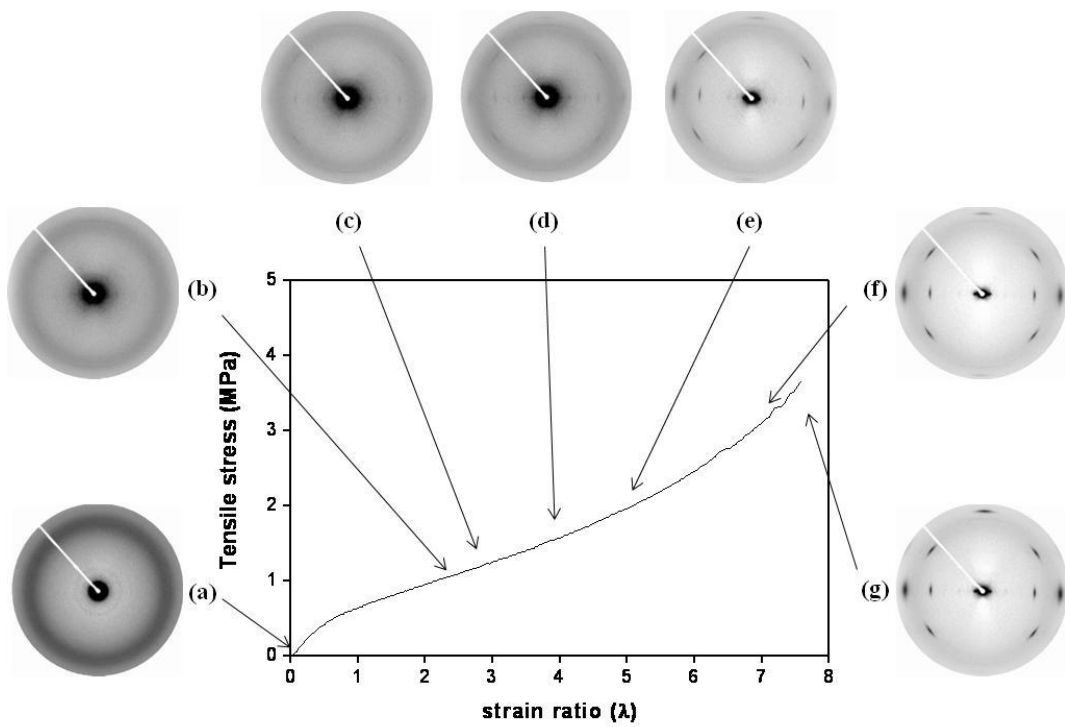 (c)
(d)
(e)
(b)
(f)
(a)
(g)
5
4
3
2
1
0
Tensile stress (MPa)
0 1 2 3 4 5 6 7 8
strain ratio (λ)